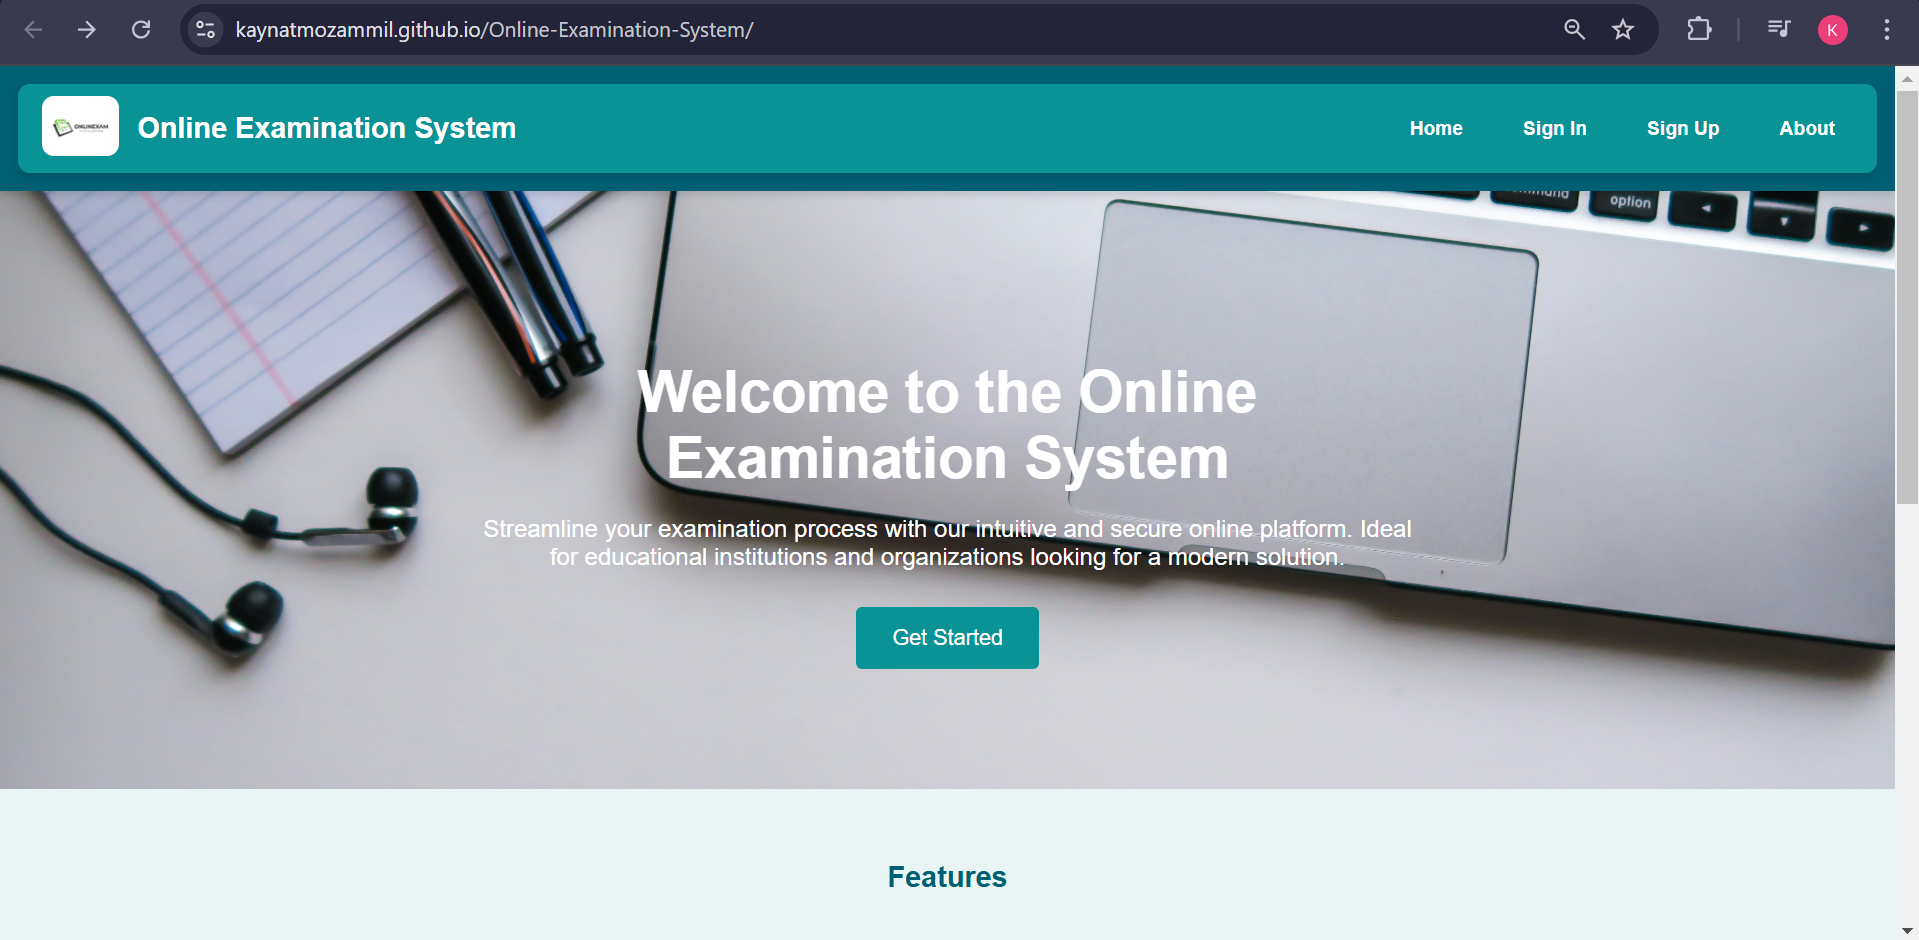 kaynatmozammil.github.io/Online-Examination-System/
K
ONLINEXAM
Online Examination System
Home
Sign In
Sign Up
About
command
option
Welcome to the Online
Examination System
Streamline your examination process with our intuitive and secure online platform. Ideal
for educational institutions and organizations looking for a modern solution.
Get Started
Features